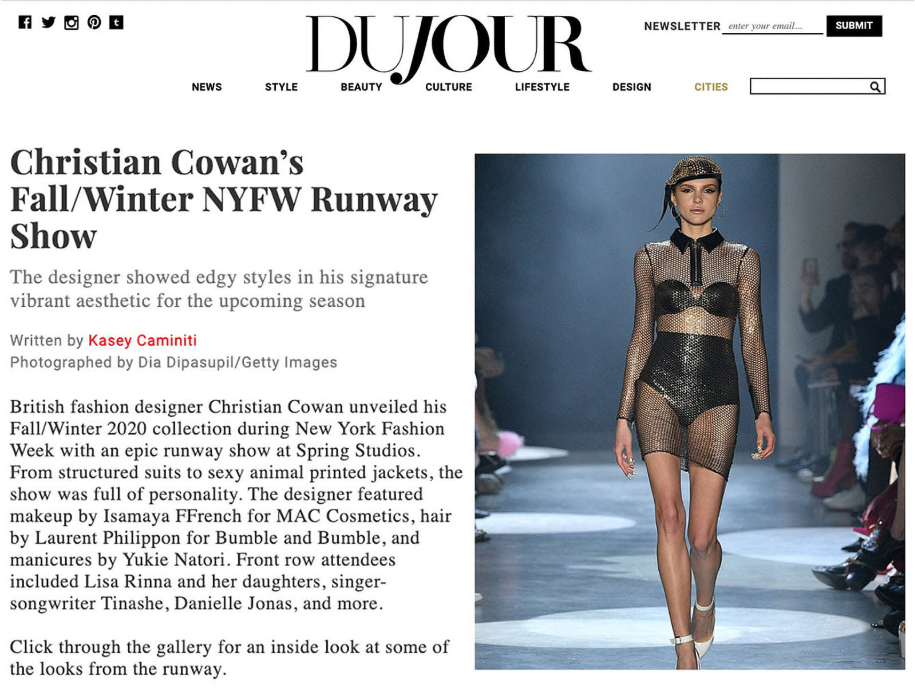 DUJOUR
NEWSLETTER enter your email... SUBMIT
NEWS STYLE BEAUTY CULTURE LIFESTYLE DESIGN CITIES
Christian Cowan’s
Fall/Winter NYFW Runway
Show
The designer showed edgy styles in his signature
vibrant aesthetic for the upcoming season
Written by Kasey Caminiti
Photographed by Dia Dipasupil/Getty Images
British fashion designer Christian Cowan unveiled his
Fall/Winter 2020 collection during New York Fashion
Week with an epic runway show at Spring Studios.
From structured suits to sexy animal printed jackets, the
show was full of personality. The designer featured
makeup by Isamaya FFrench for MAC Cosmetics, hair
by Laurent Philippon for Bumble and Bumble, and
manicures by Yukie Natori. Front row attendees
included Lisa Rinna and her daughters, singer-
songwriter Tinashe, Danielle Jonas, and more.
Click through the gallery for an inside look at some of
the looks from the runway.